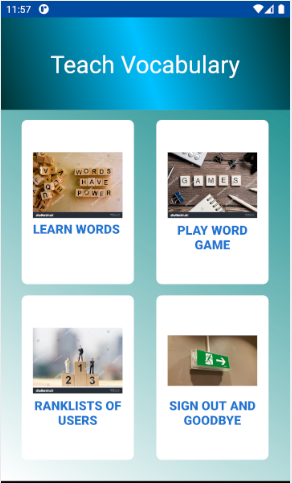 11:57
Teach Vocabulary
V
Q D
WORDS
HAVE
POWER
LEARN WORDS
GAMES
PLAY WORD
GAME
2 1 3
RANKLISTS OF
USERS
SIGN OUT AND
GOODBYE